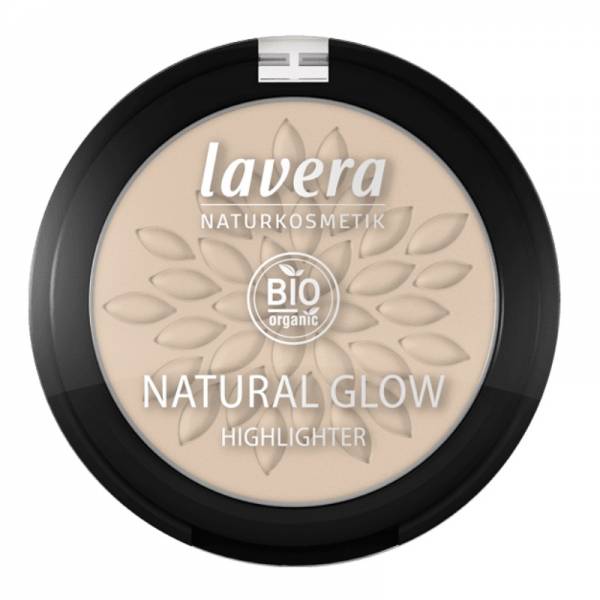 lavera
NATURKOSMETIK
BIO
organic
NATURAL GLOW
HIGHLIGHTER